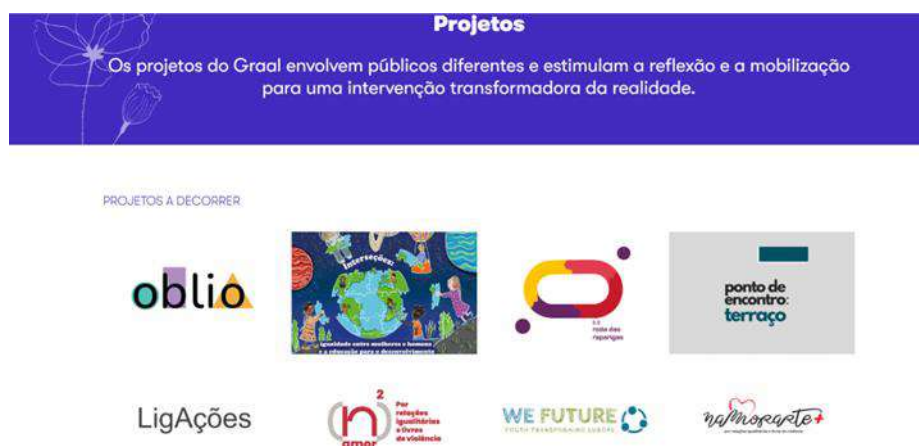 Projetos
Os projetos do Graal envolvem públicos diferentes e estimulam a reflexão e a mobilização
para uma intervenção transformadora da realidade.
PROJETOS A DECORRER
oblio
Interseções:
igualdade entre mulheres e homens
e a educação para o desenvolvimento
roda das
raparigas
ponto de
encontro:
terraço
LigAções
(n)²
amor
Por
relações
igualitárias
e livres
de violência
WE FUTURE
YOUTH TRANSFORMING EUROPE
naMorarte+